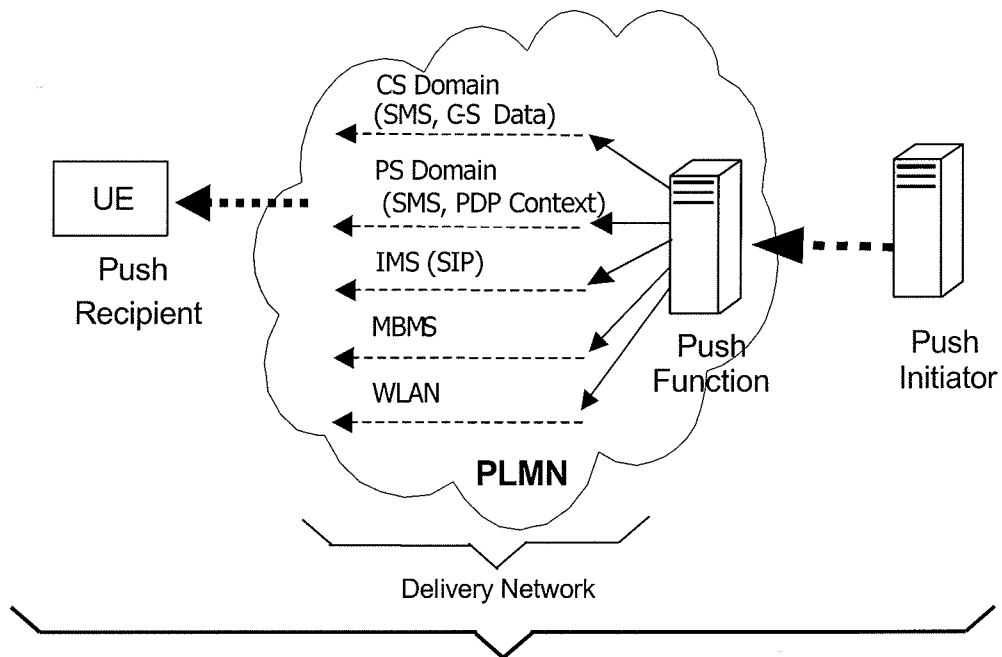 CS Domain
(SMS, C-S Data)
PS Domain
(SMS, PDP Context)
IMS (SIP)
MBMS
WLAN
PLMN
UE
Push
Recipient
Push
Function
Push
Initiator
Delivery Network